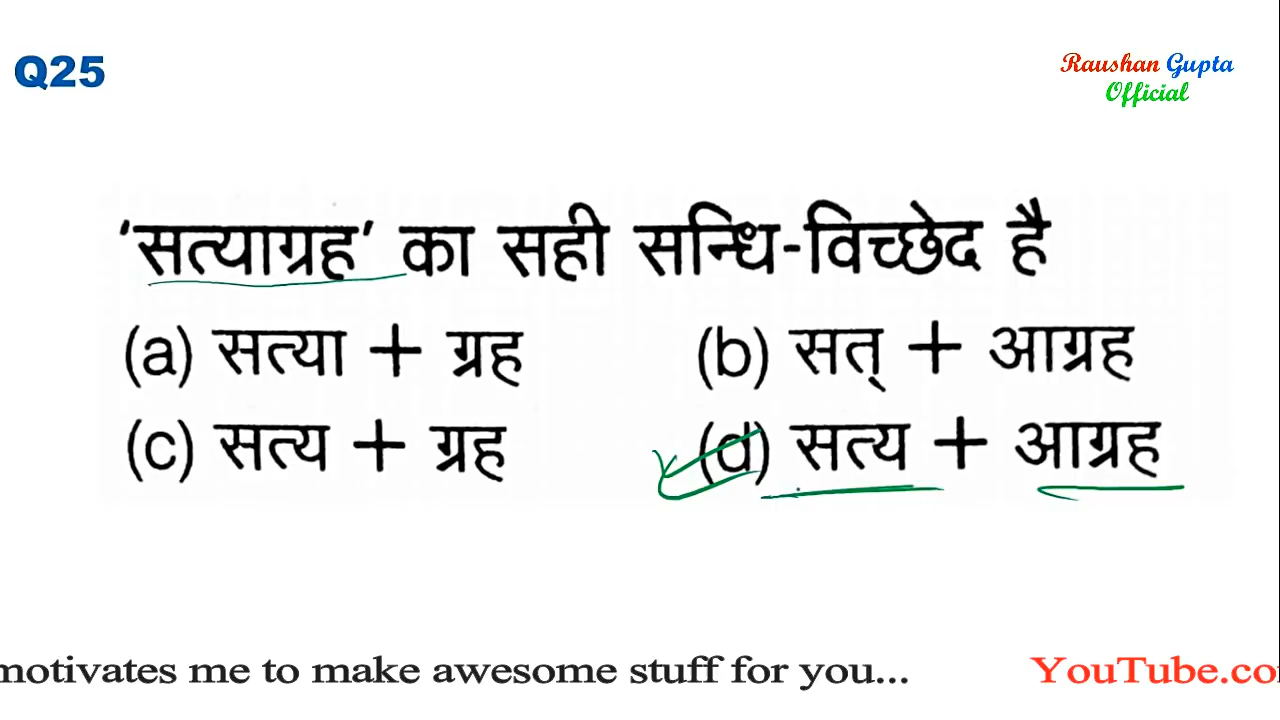 Q25
Raushan Gupta
Official
'सत्याग्रह' का सही सन्धि-विच्छेद है
(a) सत्या + ग्रह (b) सत् + आग्रह
(c) सत्य + ग्रह (d) सत्य + आग्रह
motivates me to make awesome stuff for you... YouTube.co